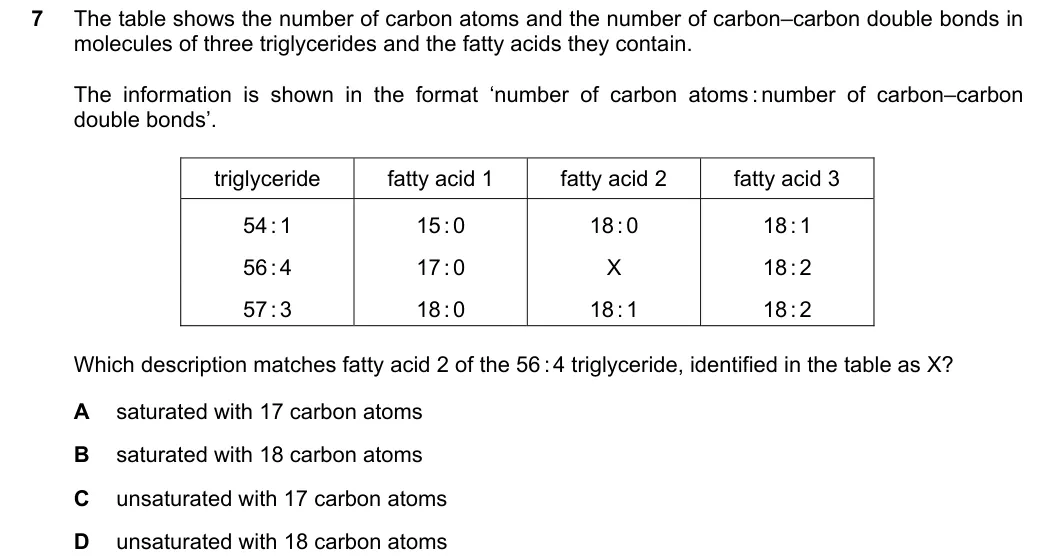 7 The table shows the number of carbon atoms and the number of carbon–carbon double bonds in
molecules of three triglycerides and the fatty acids they contain.
The information is shown in the format ‘number of carbon atoms : number of carbon–carbon
double bonds’.
triglyceride fatty acid 1 fatty acid 2 fatty acid 3
54 : 1 15 : 0 18 : 0 18 : 1
56 : 4 17 : 0 X 18 : 2
57 : 3 18 : 0 18 : 1 18 : 2
Which description matches fatty acid 2 of the 56 : 4 triglyceride, identified in the table as X?
A saturated with 17 carbon atoms
B saturated with 18 carbon atoms
C unsaturated with 17 carbon atoms
D unsaturated with 18 carbon atoms